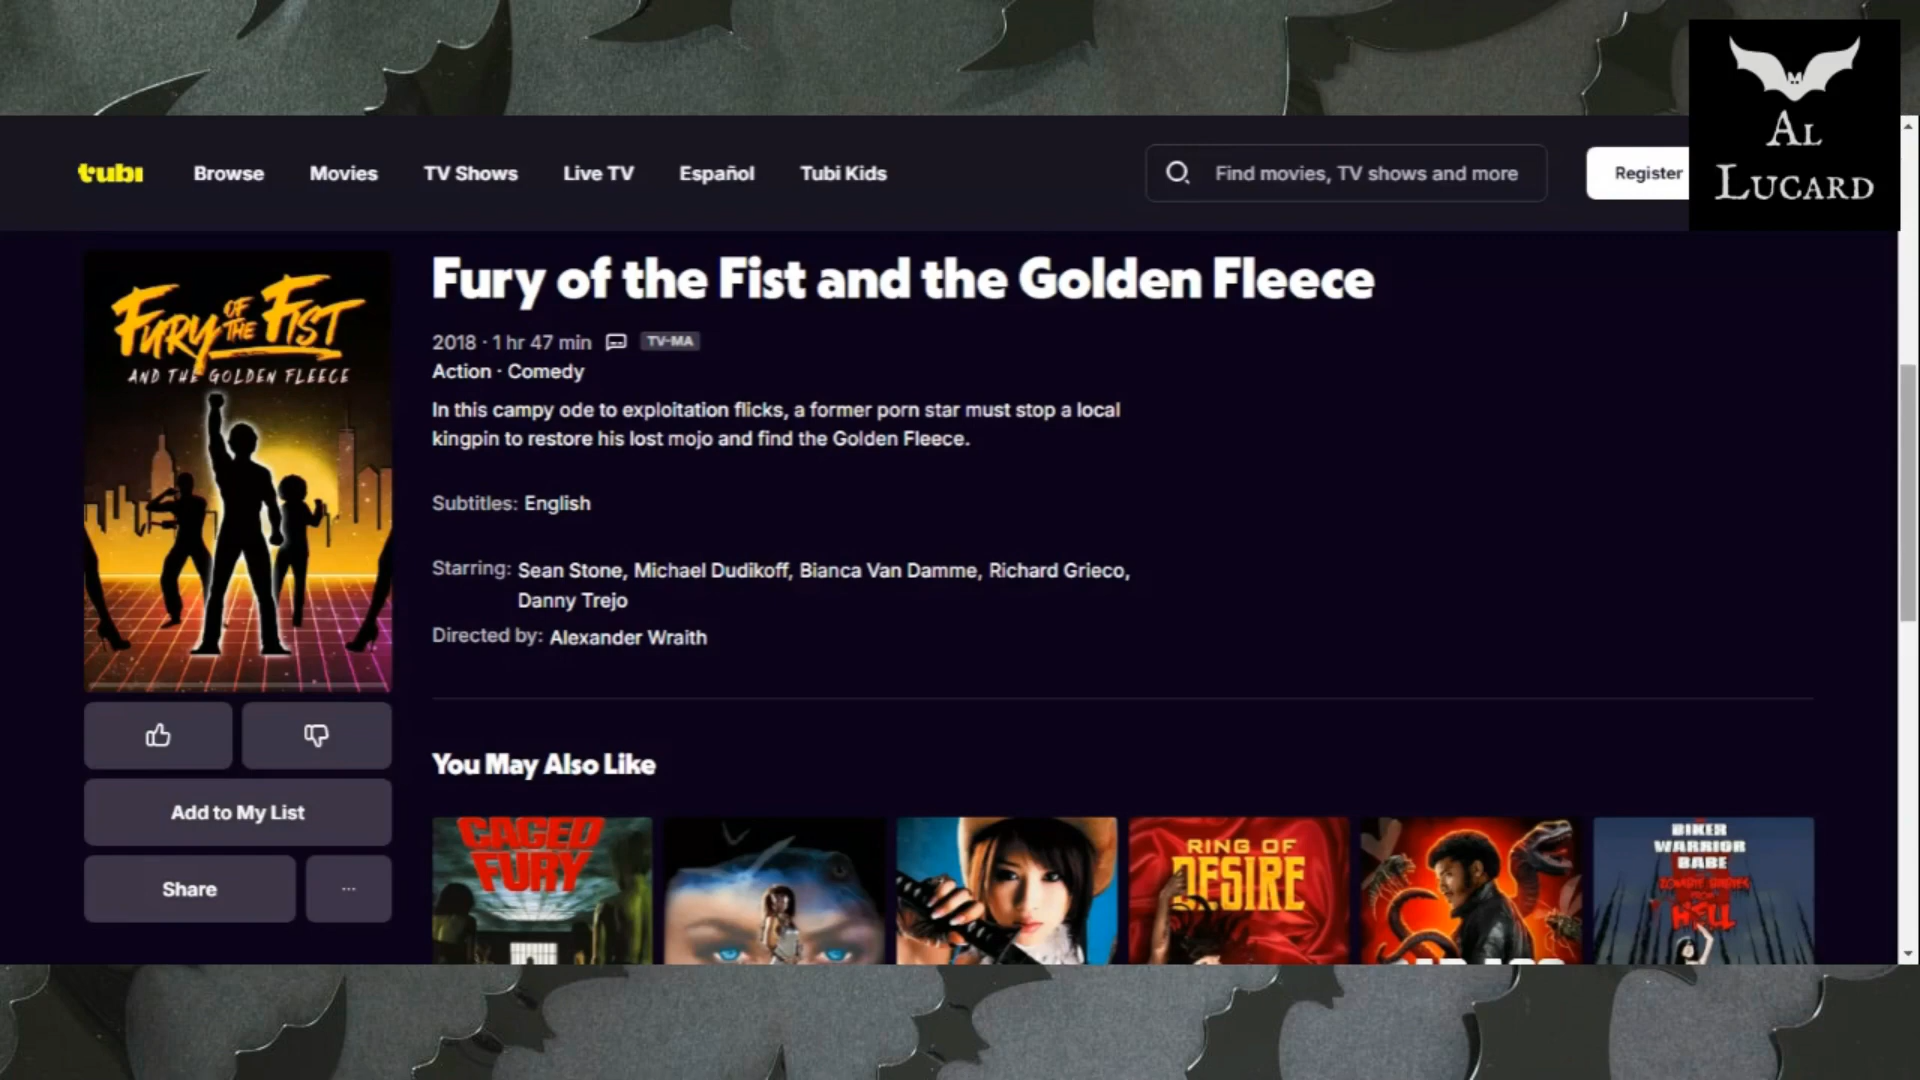 AL
LUCARD
tubi
Browse
Movies
TV Shows
Live TV
Español
Tubi Kids
Find movies, TV shows and more
Register
FURY OF THE FIST
AND THE GOLDEN FLEECE
Fury of the Fist and the Golden Fleece
2018 · 1 hr 47 min TV-MA
Action · Comedy
In this campy ode to exploitation flicks, a former porn star must stop a local
kingpin to restore his lost mojo and find the Golden Fleece.
Subtitles: English
Starring: Sean Stone, Michael Dudikoff, Bianca Van Damme, Richard Grieco,
Danny Trejo
Directed by: Alexander Wraith
Add to My List
Share
...
You May Also Like
CAGED
FURY
RING OF
DESIRE
BIKER
WARRIOR
BABE
ZOMBIE BABIES
FROM
HELL